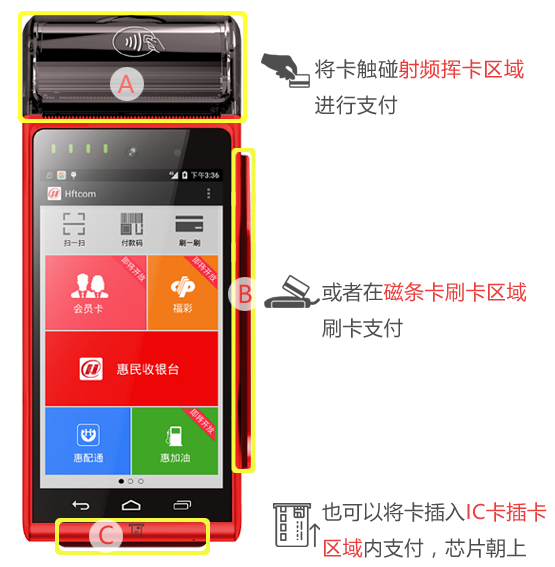 A
将卡触碰射频挥卡区域
进行支付
下午3:36
Hftcom
扫一扫
付款码
刷一刷
即将开放
即将开放
会员卡
福彩
B
或者在磁条卡刷卡区域
刷卡支付
惠民收银台
即将开放
惠配通
惠加油
C
也可以将卡插入IC卡插卡
区域内支付，芯片朝上